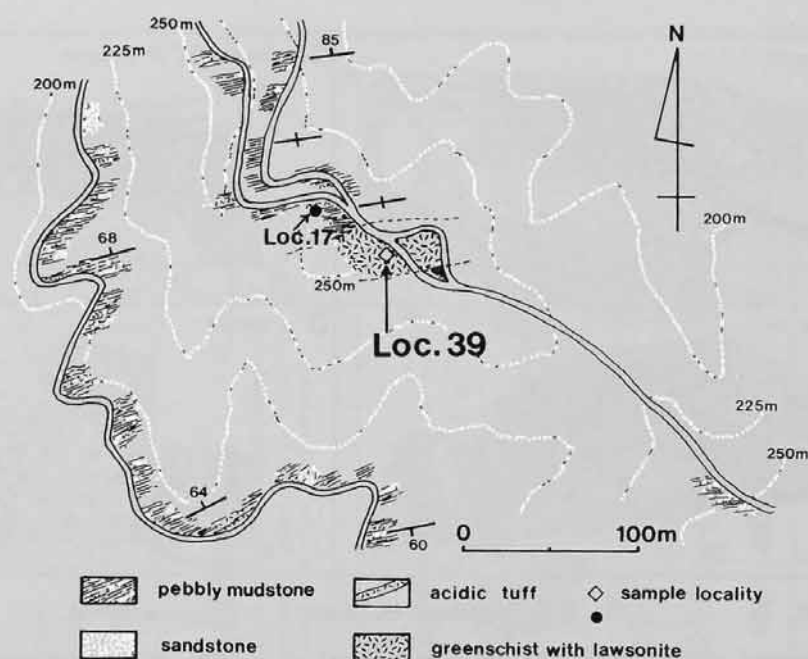 250m
250m
225m
200m
85
N
68
Loc.17
250m
Loc. 39
200m
225m
250m
64
60
0 100m
pebbly mudstone
acidic tuff
sample locality
sandstone
greenschist with lawsonite